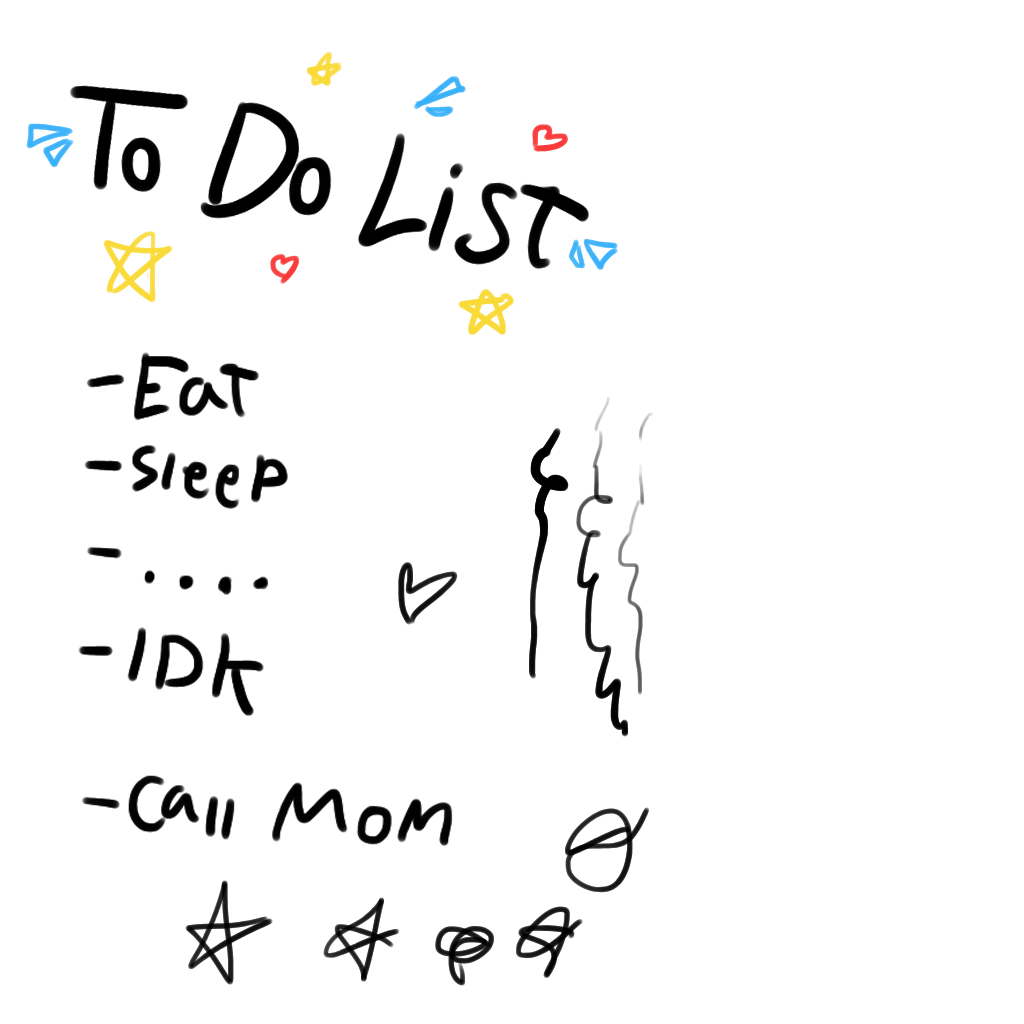 To Do List
- Eat
- Sleep
- ....
- IDK
- Call Mom